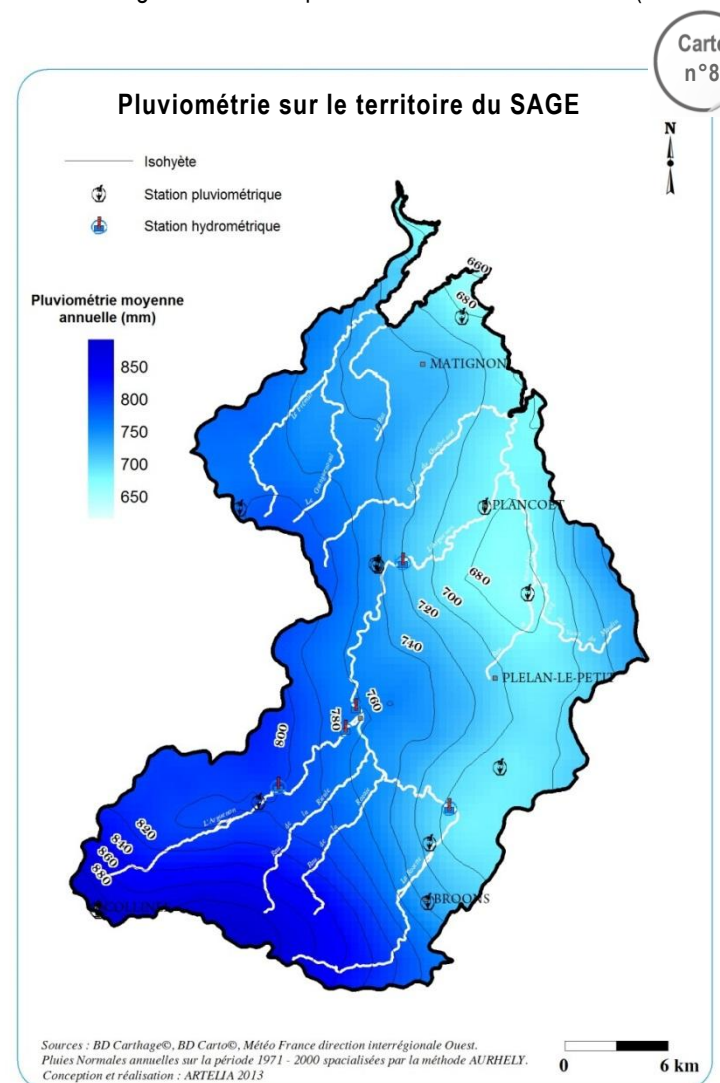 Carte
n°8
Pluviométrie sur le territoire du SAGE
N
Isohyète
Station pluviométrique
Station hydrométrique
Pluviométrie moyenne
annuelle (mm)
850
800
750
700
650
660
680
MATIGNON
PLANCOET
680
700
720
740
PLELAN-LE-PETIT
760
780
800
L'Arguenon
820
840
860
880
COLLINEE
BROONS
Sources : BD Carthage©, BD Carto©, Météo France direction interrégionale Ouest.
Pluies Normales annuelles sur la période 1971 - 2000 spacialisées par la méthode AURHELY.
Conception et réalisation : ARTELIA 2013
0 6 km